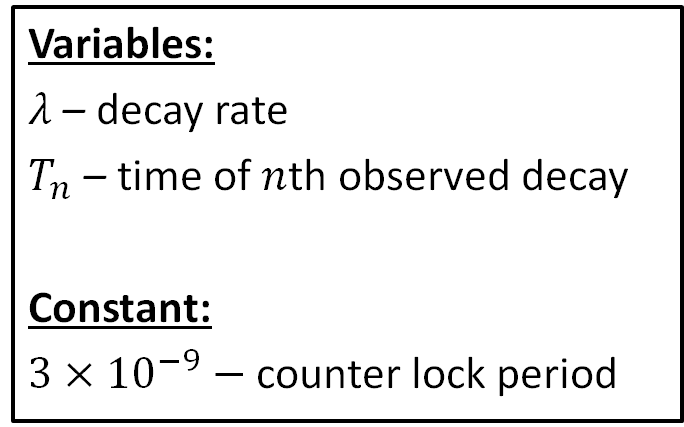 Variables:
λ – decay rate
Tₙ – time of nth observed decay
Constant:
3 × 10⁻⁹ – counter lock period